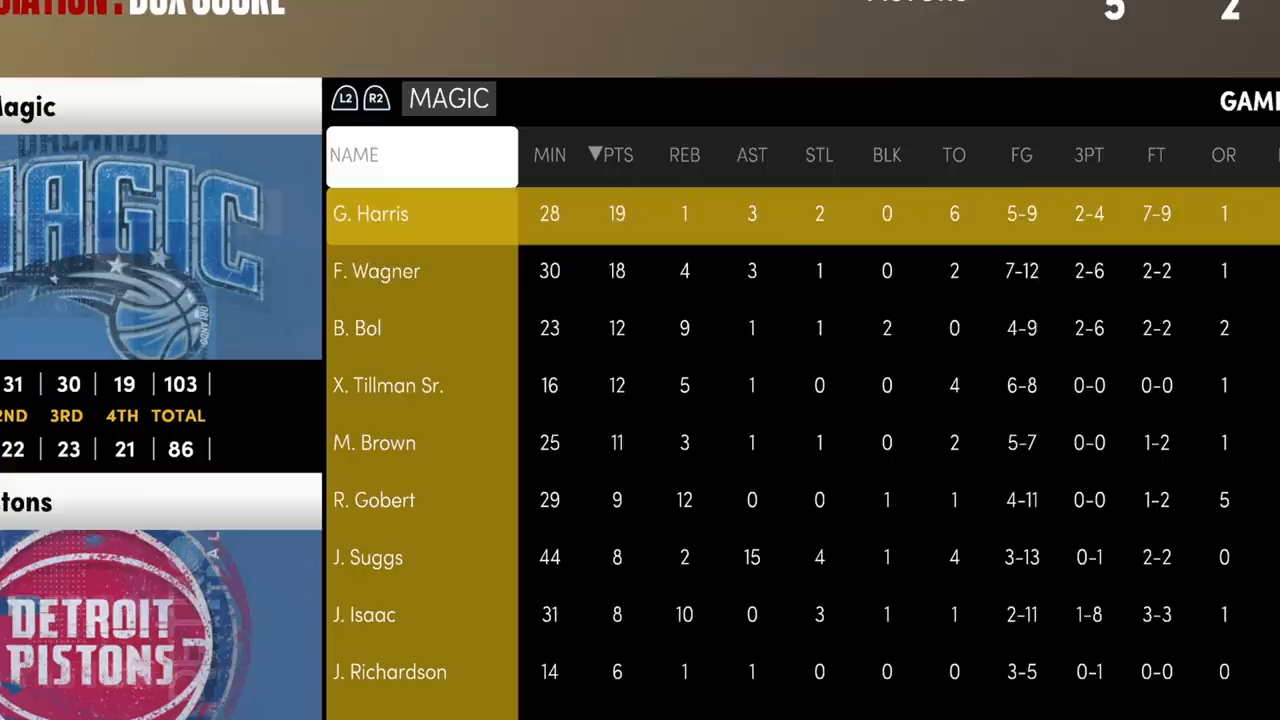 BOX SCORE
5 2
Magic
L2 R2 MAGIC
NAME MIN ▼PTS REB AST STL BLK TO FG 3PT FT OR
G. Harris 28 19 1 3 2 0 6 5-9 2-4 7-9 1
F. Wagner 30 18 4 3 1 0 2 7-12 2-6 2-2 1
B. Bol 23 12 9 1 1 2 0 4-9 2-6 2-2 2
X. Tillman Sr. 16 12 5 1 0 0 4 6-8 0-0 0-0 1
M. Brown 25 11 3 1 1 0 2 5-7 0-0 1-2 1
R. Gobert 29 9 12 0 0 1 1 4-11 0-0 1-2 5
J. Suggs 44 8 2 15 4 1 4 3-13 0-1 2-2 0
J. Isaac 31 8 10 0 3 1 1 2-11 1-8 3-3 1
J. Richardson 14 6 1 1 0 0 0 3-5 0-1 0-0 0
MAGIC
ORLANDO
31 | 30 | 19 | 103 |
2ND 3RD 4TH TOTAL
22 | 23 | 21 | 86 |
DETROIT
PISTONS